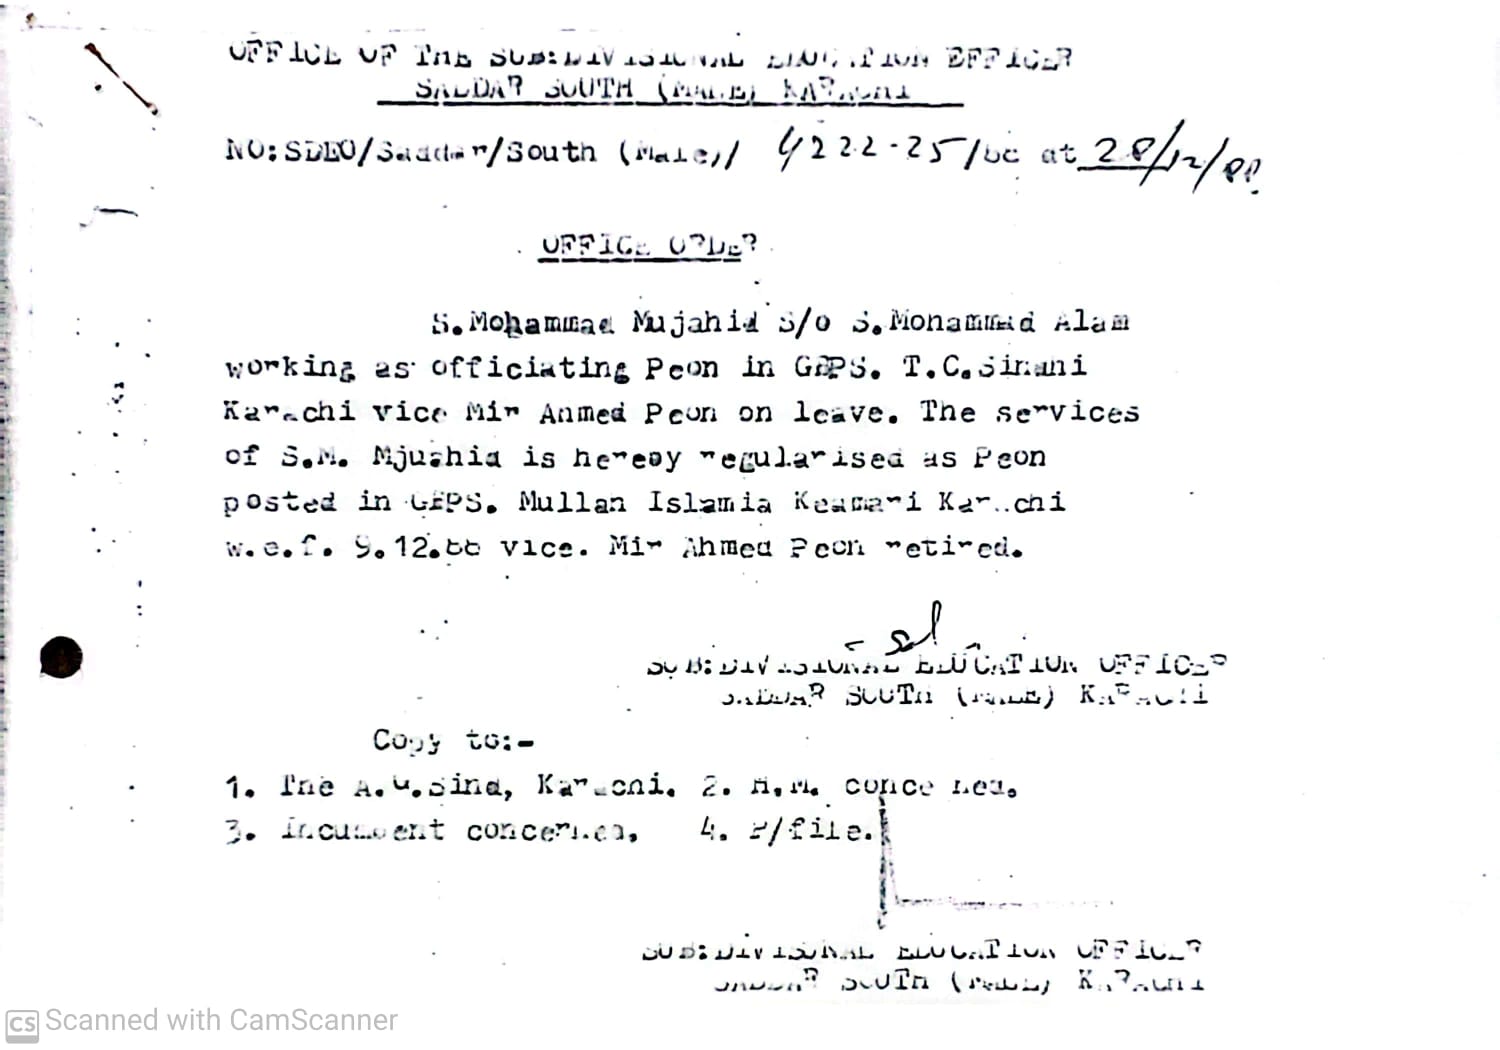 OFFICE OF THE SUB:DIVISIONAL EDUCATION EFFICER
SADDAR SOUTH (MALE) KARACHI
NO:SDEO/Saddar/South (Male)/ 4222-25/88 at 28/12/88.
OFFICE ORDER
S.Mohammad Mujahid S/o S.Mohammad Alam
working as officiating Peon in GBPS. T.C.Sinani
Karachi vice Mir Ahmed Peon on leave. The services
of S.M. Mjushid is hereby regularised as Peon
posted in GBPS. Mullan Islamia Keamari Karachi
w.e.f. 9.12.88 vice. Mir Ahmed Peon retired.
sd
SUB:DIVISIONAL EDUCATION OFFICER
SADDAR SOUTH (MALE) KARACHI
Copy to:-
1. The A.G.Sind, Karachi. 2. H.M. concerned.
3. Incumbent concerned. 4. P/file.
SUB:DIVISONAL EDUCATION OFFICER
SADDAR SOUTH (MALE) KARACHI
CS Scanned with CamScanner